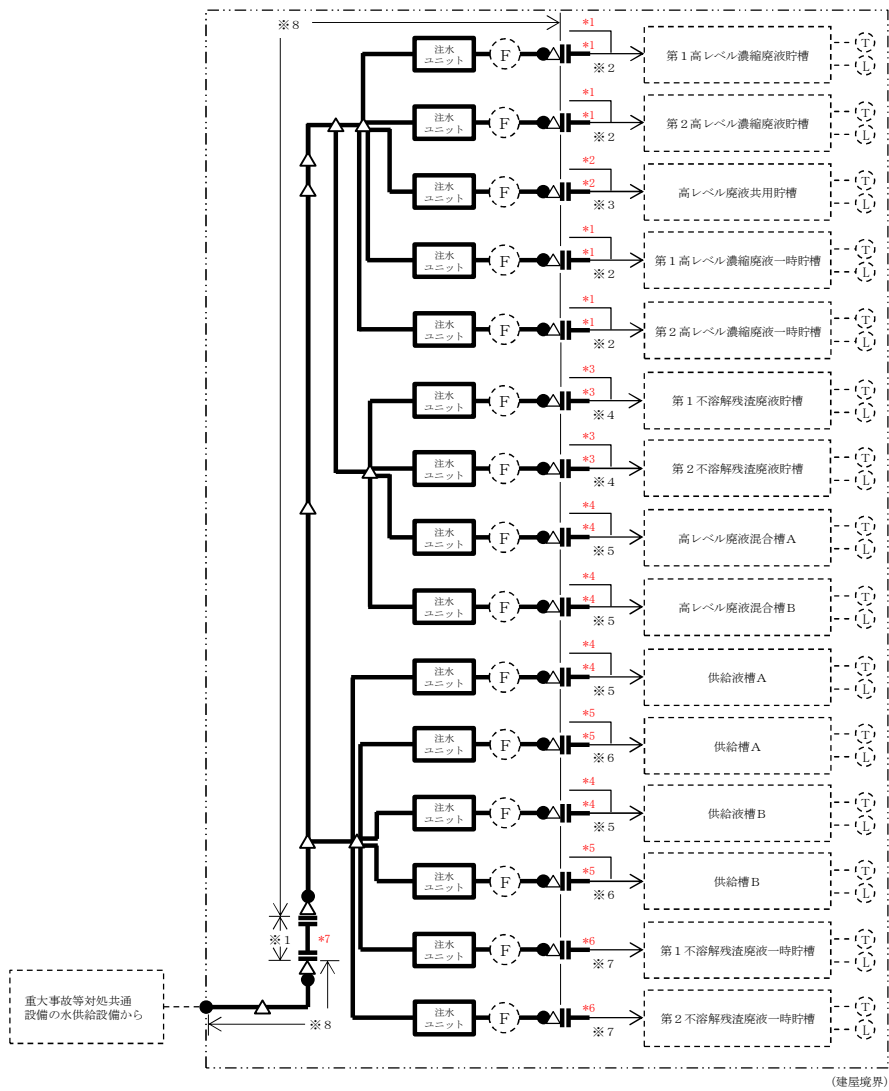 ※８
*1
注水
ユニット
F
*1
※２
第１高レベル濃縮廃液貯槽
T
L
*1
注水
ユニット
F
*1
※２
第２高レベル濃縮廃液貯槽
T
L
*2
注水
ユニット
F
*2
※３
高レベル廃液共用貯槽
T
L
*1
注水
ユニット
F
*1
※２
第１高レベル濃縮廃液一時貯槽
T
L
*1
注水
ユニット
F
*1
※２
第２高レベル濃縮廃液一時貯槽
T
L
*3
注水
ユニット
F
*3
※４
第１不溶解残渣廃液貯槽
T
L
*3
注水
ユニット
F
*3
※４
第２不溶解残渣廃液貯槽
T
L
*4
注水
ユニット
F
*4
※５
高レベル廃液混合槽Ａ
T
L
*4
注水
ユニット
F
*4
※５
高レベル廃液混合槽Ｂ
T
L
*4
注水
ユニット
F
*4
※５
供給液槽Ａ
T
L
*5
注水
ユニット
F
*5
※６
供給槽Ａ
T
L
*4
注水
ユニット
F
*4
※５
供給液槽Ｂ
T
L
*5
注水
ユニット
F
*5
※６
供給槽Ｂ
T
L
※１
*7
注水
ユニット
F
*6
※７
第１不溶解残渣廃液一時貯槽
T
L
重大事故等対処共通
設備の水供給設備から
※８
注水
ユニット
F
*6
※７
第２不溶解残渣廃液一時貯槽
T
L
（建屋境界）